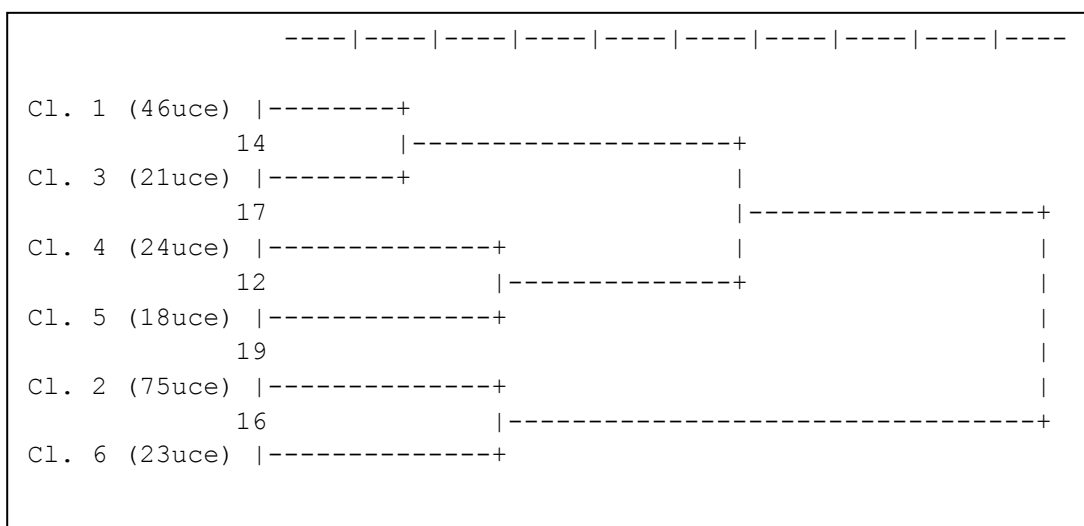 ----|----|----|----|----|----|----|----|----|----
Cl. 1 (46uce) |--------+
14 |--------------------+
Cl. 3 (21uce) |--------+ |
17 |------------------+
Cl. 4 (24uce) |--------------+ | |
12 |--------------+ |
Cl. 5 (18uce) |--------------+ |
19 |
Cl. 2 (75uce) |--------------+ |
16 |---------------------------------+
Cl. 6 (23uce) |--------------+